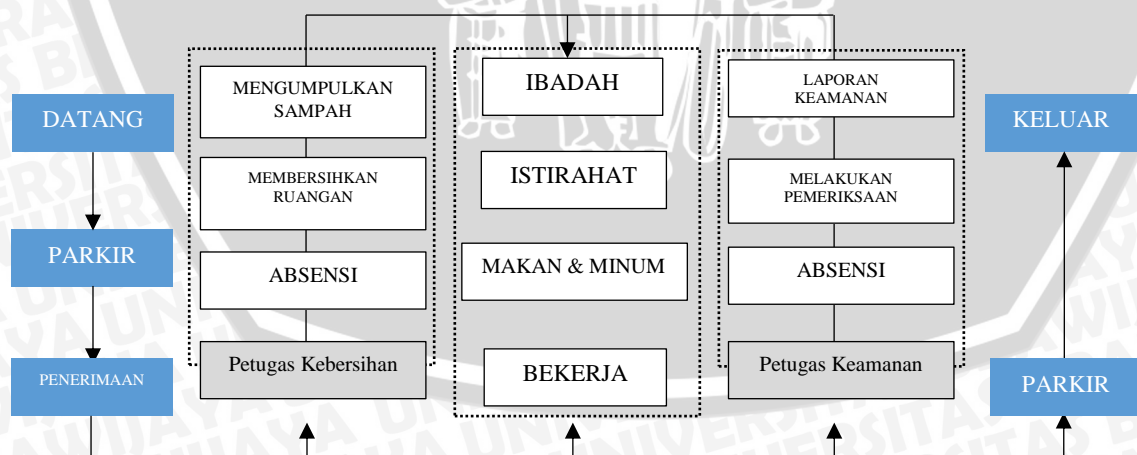 DATANG
PARKIR
PENERIMAAN
MENGUMPULKAN
SAMPAH
MEMBERSIHKAN
RUANGAN
ABSENSI
Petugas Kebersihan
IBADAH
ISTIRAHAT
MAKAN & MINUM
BEKERJA
LAPORAN
KEAMANAN
MELAKUKAN
PEMERIKSAAN
ABSENSI
Petugas Keamanan
KELUAR
PARKIR